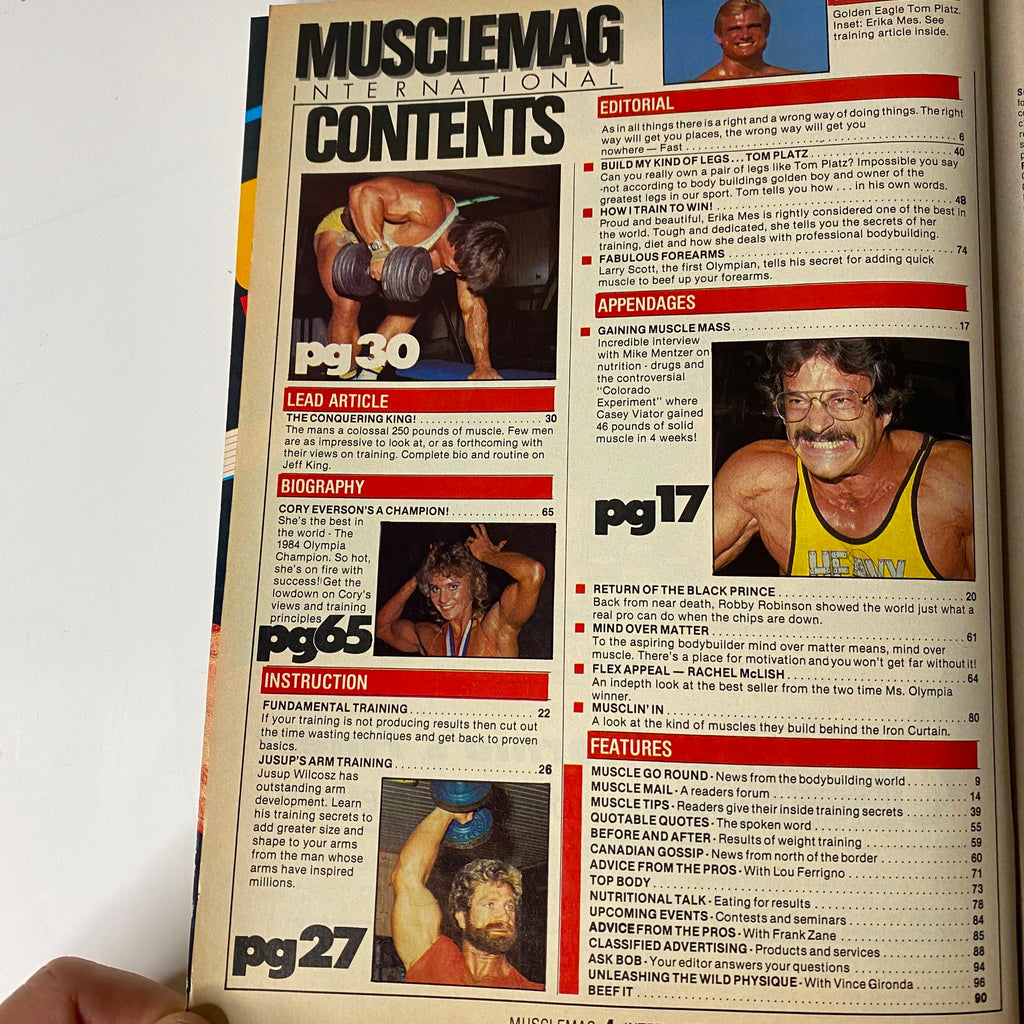 MUSCLEMAG
INTERNATIONAL
CONTENTS
pg30
LEAD ARTICLE
THE CONQUERING KING! 30
The mans a colossal 250 pounds of muscle. Few men
are as impressive to look at, or as forthcoming with
their views on training. Complete bio and routine on
Jeff King.
BIOGRAPHY
CORY EVERSON'S A CHAMPION! 65
She's the best in
the world - The
1984 Olympia
Champion. So hot,
she's on fire with
success! Get the
lowdown on Cory's
views and training
principles
pg65
INSTRUCTION
FUNDAMENTAL TRAINING 22
If your training is not producing results then cut out
the time wasting techniques and get back to proven
basics.
JUSUP'S ARM TRAINING 26
Jusup Wilcosz has
outstanding arm
development. Learn
his training secrets to
add greater size and
shape to your arms
from the man whose
arms have inspired
millions.
pg27
Golden Eagle Tom Platz.
Inset: Erika Mes. See
training article inside.
EDITORIAL
As in all things there is a right and a wrong way of doing things. The right
way will get you places, the wrong way will get you
nowhere — Fast 6
BUILD MY KIND OF LEGS... TOM PLATZ 40
Can you really own a pair of legs like Tom Platz? Impossible you say
-not according to body buildings golden boy and owner of the
greatest legs in our sport. Tom tells you how ... in his own words.
HOW I TRAIN TO WIN! 48
Proud and beautiful, Erika Mes is rightly considered one of the best in
the world. Tough and dedicated, she tells you the secrets of her
training, diet and how she deals with professional bodybuilding.
FABULOUS FOREARMS 74
Larry Scott, the first Olympian, tells his secret for adding quick
muscle to beef up your forearms.
APPENDAGES
GAINING MUSCLE MASS 17
Incredible interview
with Mike Mentzer on
nutrition - drugs and
the controversial
"Colorado
Experiment" where
Casey Viator gained
46 pounds of solid
muscle in 4 weeks!
pg17
HEAVY
RETURN OF THE BLACK PRINCE 20
Back from near death, Robby Robinson showed the world just what a
real pro can do when the chips are down.
MIND OVER MATTER 61
To the aspiring bodybuilder mind over matter means, mind over
muscle. There's a place for motivation and you won't get far without it!
FLEX APPEAL — RACHEL McLISH 64
An indepth look at the best seller from the two time Ms. Olympia
winner.
MUSCLIN' IN 80
A look at the kind of muscles they build behind the Iron Curtain.
FEATURES
MUSCLE GO ROUND - News from the bodybuilding world 9
MUSCLE MAIL - A readers forum 14
MUSCLE TIPS - Readers give their inside training secrets 39
QUOTABLE QUOTES - The spoken word 55
BEFORE AND AFTER - Results of weight training 59
CANADIAN GOSSIP - News from north of the border 60
ADVICE FROM THE PROS - With Lou Ferrigno 71
TOP BODY 73
NUTRITIONAL TALK - Eating for results 78
UPCOMING EVENTS - Contests and seminars 84
ADVICE FROM THE PROS - With Frank Zane 85
CLASSIFIED ADVERTISING - Products and services 88
ASK BOB - Your editor answers your questions 94
UNLEASHING THE WILD PHYSIQUE - With Vince Gironda 96
BEEF IT 90
MUSCLEMAG 4